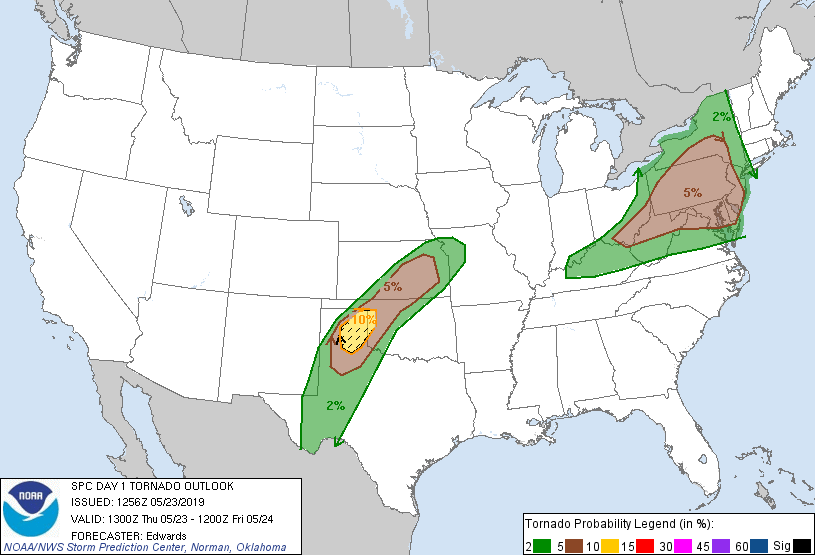 2%
5%
5%
10%
2%
NOAA
SPC DAY 1 TORNADO OUTLOOK
ISSUED: 1256Z 05/23/2019
VALID: 1300Z Thu 05/23 - 1200Z Fri 05/24
FORECASTER: Edwards
NOAA/NWS Storm Prediction Center, Norman, Oklahoma
Tornado Probability Legend (in %):
2 5 10 15 30 45 60 Sig